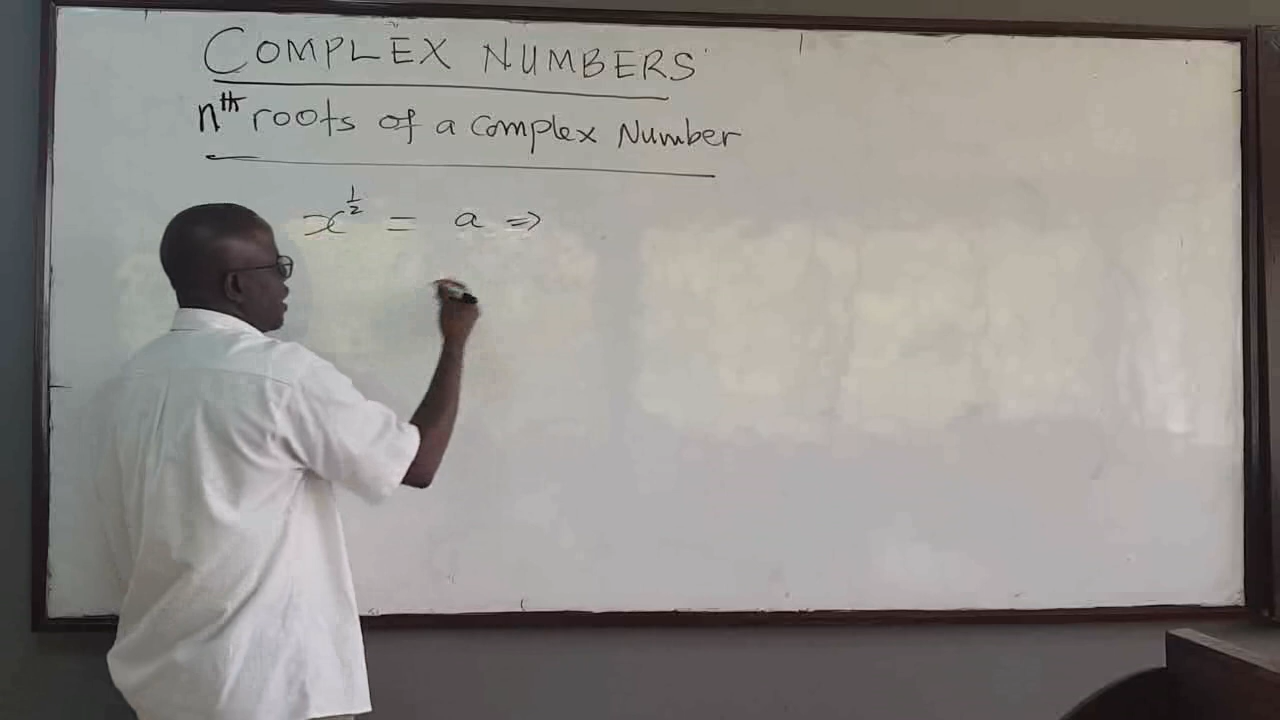 COMPLEX NUMBERS
nth roots of a complex Number
x^½ = a ⇒